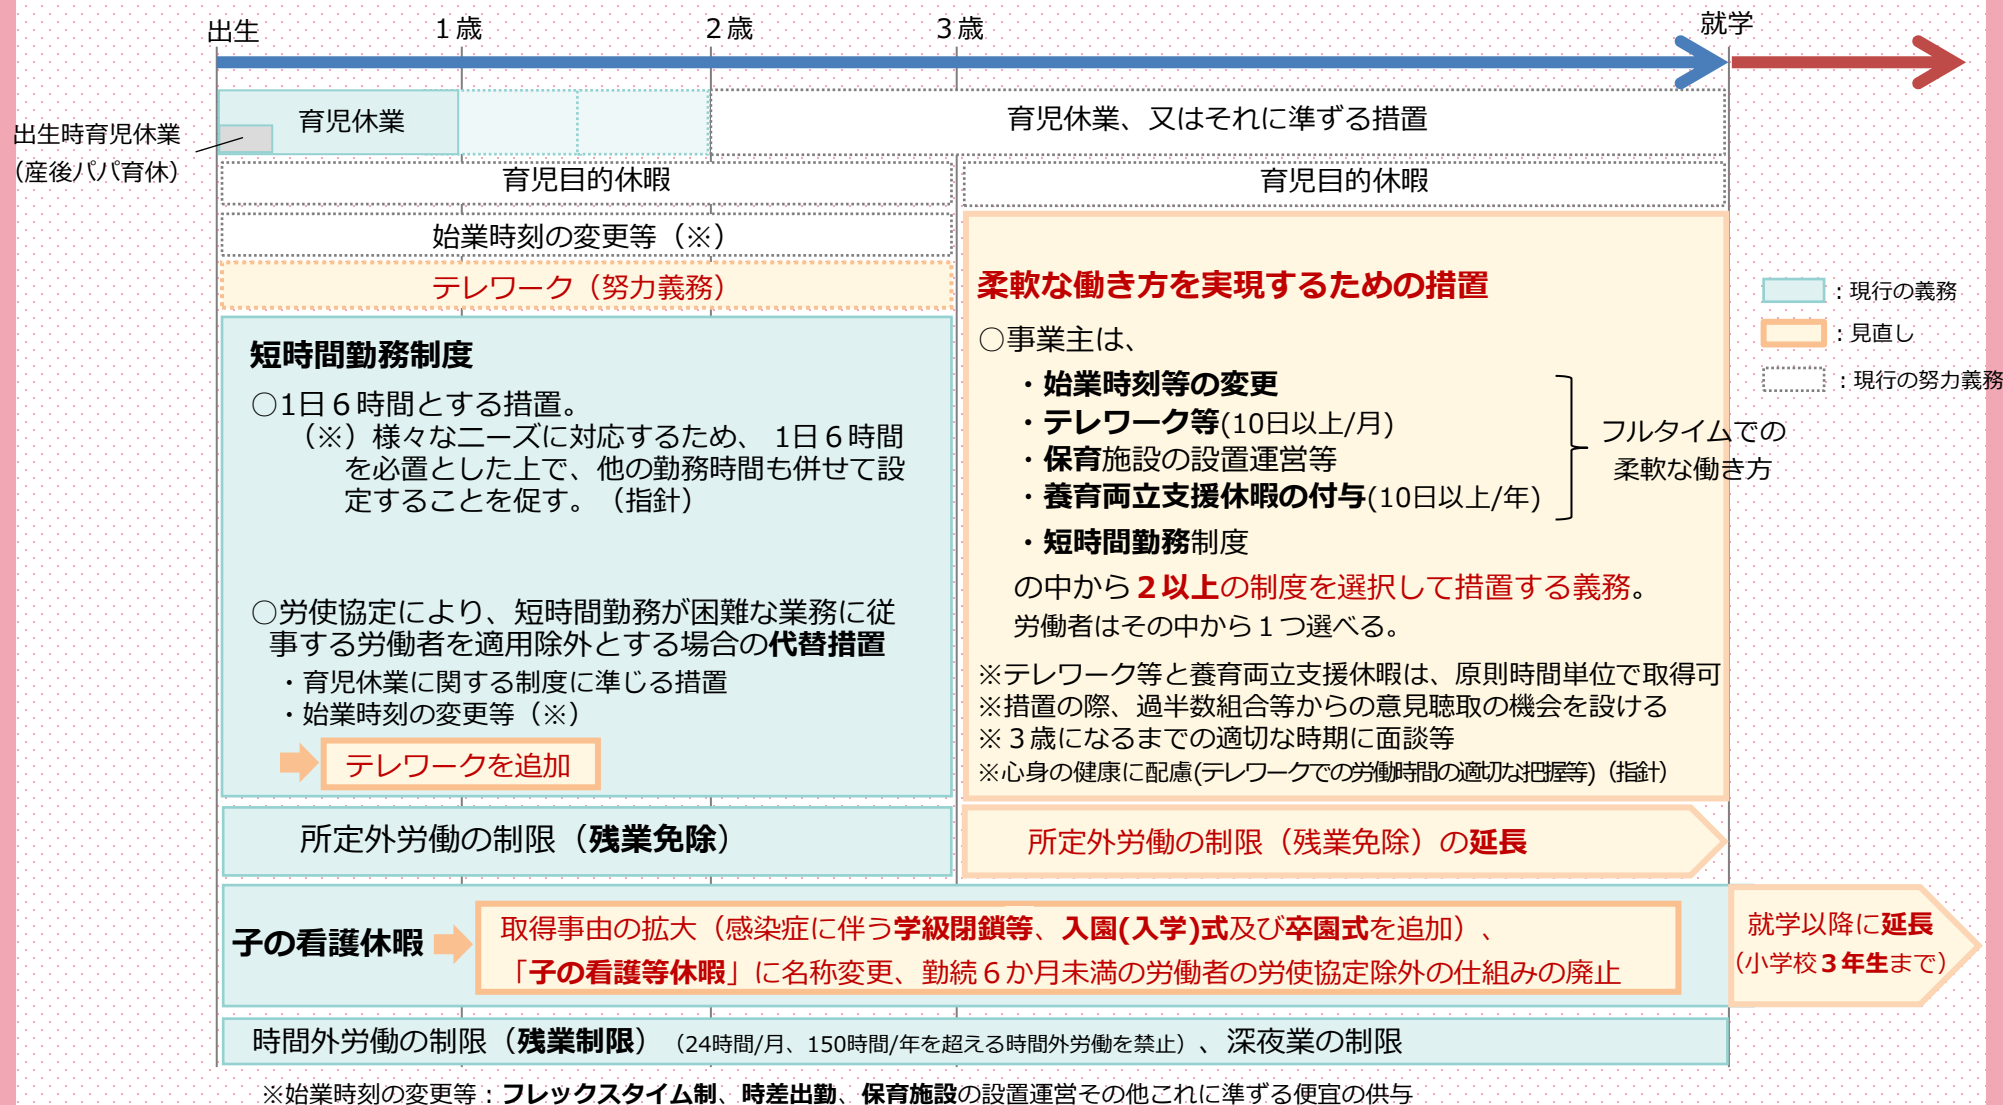 出生
１歳
２歳
３歳
就学
育児休業
育児休業、又はそれに準ずる措置
出生時育児休業
（産後パパ育休）
育児目的休暇
育児目的休暇
始業時刻の変更等（※）
テレワーク（努力義務）
短時間勤務制度
○1日６時間とする措置。
（※）様々なニーズに対応するため、 1日６時間
を必置とした上で、他の勤務時間も併せて設
定することを促す。（指針）
○労使協定により、短時間勤務が困難な業務に従
事する労働者を適用除外とする場合の代替措置
・育児休業に関する制度に準じる措置
・始業時刻の変更等（※）
テレワークを追加
柔軟な働き方を実現するための措置
○事業主は、
・始業時刻等の変更
・テレワーク等(10日以上/月)
・保育施設の設置運営等
・養育両立支援休暇の付与(10日以上/年)
・短時間勤務制度
フルタイムでの
柔軟な働き方
の中から２以上の制度を選択して措置する義務。
労働者はその中から１つ選べる。
※テレワーク等と養育両立支援休暇は、原則時間単位で取得可
※措置の際、過半数組合等からの意見聴取の機会を設ける
※３歳になるまでの適切な時期に面談等
※心身の健康に配慮(テレワークでの労働時間の適切な把握等)（指針）
：現行の義務
：見直し
：現行の努力義務
所定外労働の制限（残業免除）
所定外労働の制限（残業免除）の延長
子の看護休暇
取得事由の拡大（感染症に伴う学級閉鎖等、入園(入学)式及び卒園式を追加）、
「子の看護等休暇」に名称変更、勤続６か月未満の労働者の労使協定除外の仕組みの廃止
就学以降に延長
（小学校３年生まで）
時間外労働の制限（残業制限）（24時間/月、150時間/年を超える時間外労働を禁止）、深夜業の制限
※始業時刻の変更等：フレックスタイム制、時差出勤、保育施設の設置運営その他これに準ずる便宜の供与